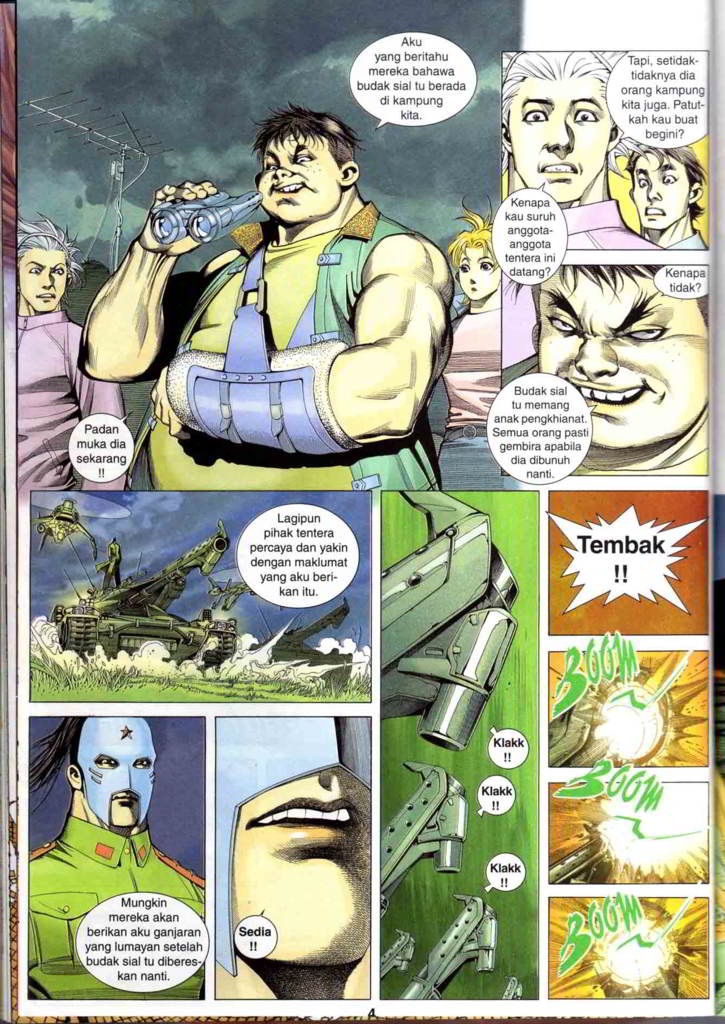 Aku
yang beritahu
mereka bahawa
budak sial tu berada
di kampung
kita.
Tapi, setidak-
tidaknya dia
orang kampung
kita juga. Patut-
kah kau buat
begini?
Kenapa
kau suruh
anggota-
anggota
tentera ini
datang?
Kenapa
tidak?
Budak sial
tu memang
anak pengkhianat.
Semua orang pasti
gembira apabila
dia dibunuh
nanti.
Padan
muka dia
sekarang
!!
Lagipun
pihak tentera
percaya dan yakin
dengan maklumat
yang aku beri-
kan itu.
Mungkin
mereka akan
berikan aku ganjaran
yang lumayan setelah
budak sial tu diberes-
kan nanti.
Sedia
!!
Klakk
!!
Klakk
!!
Klakk
!!
Tembak
!!
BOOM
BOOM
BOOM
4